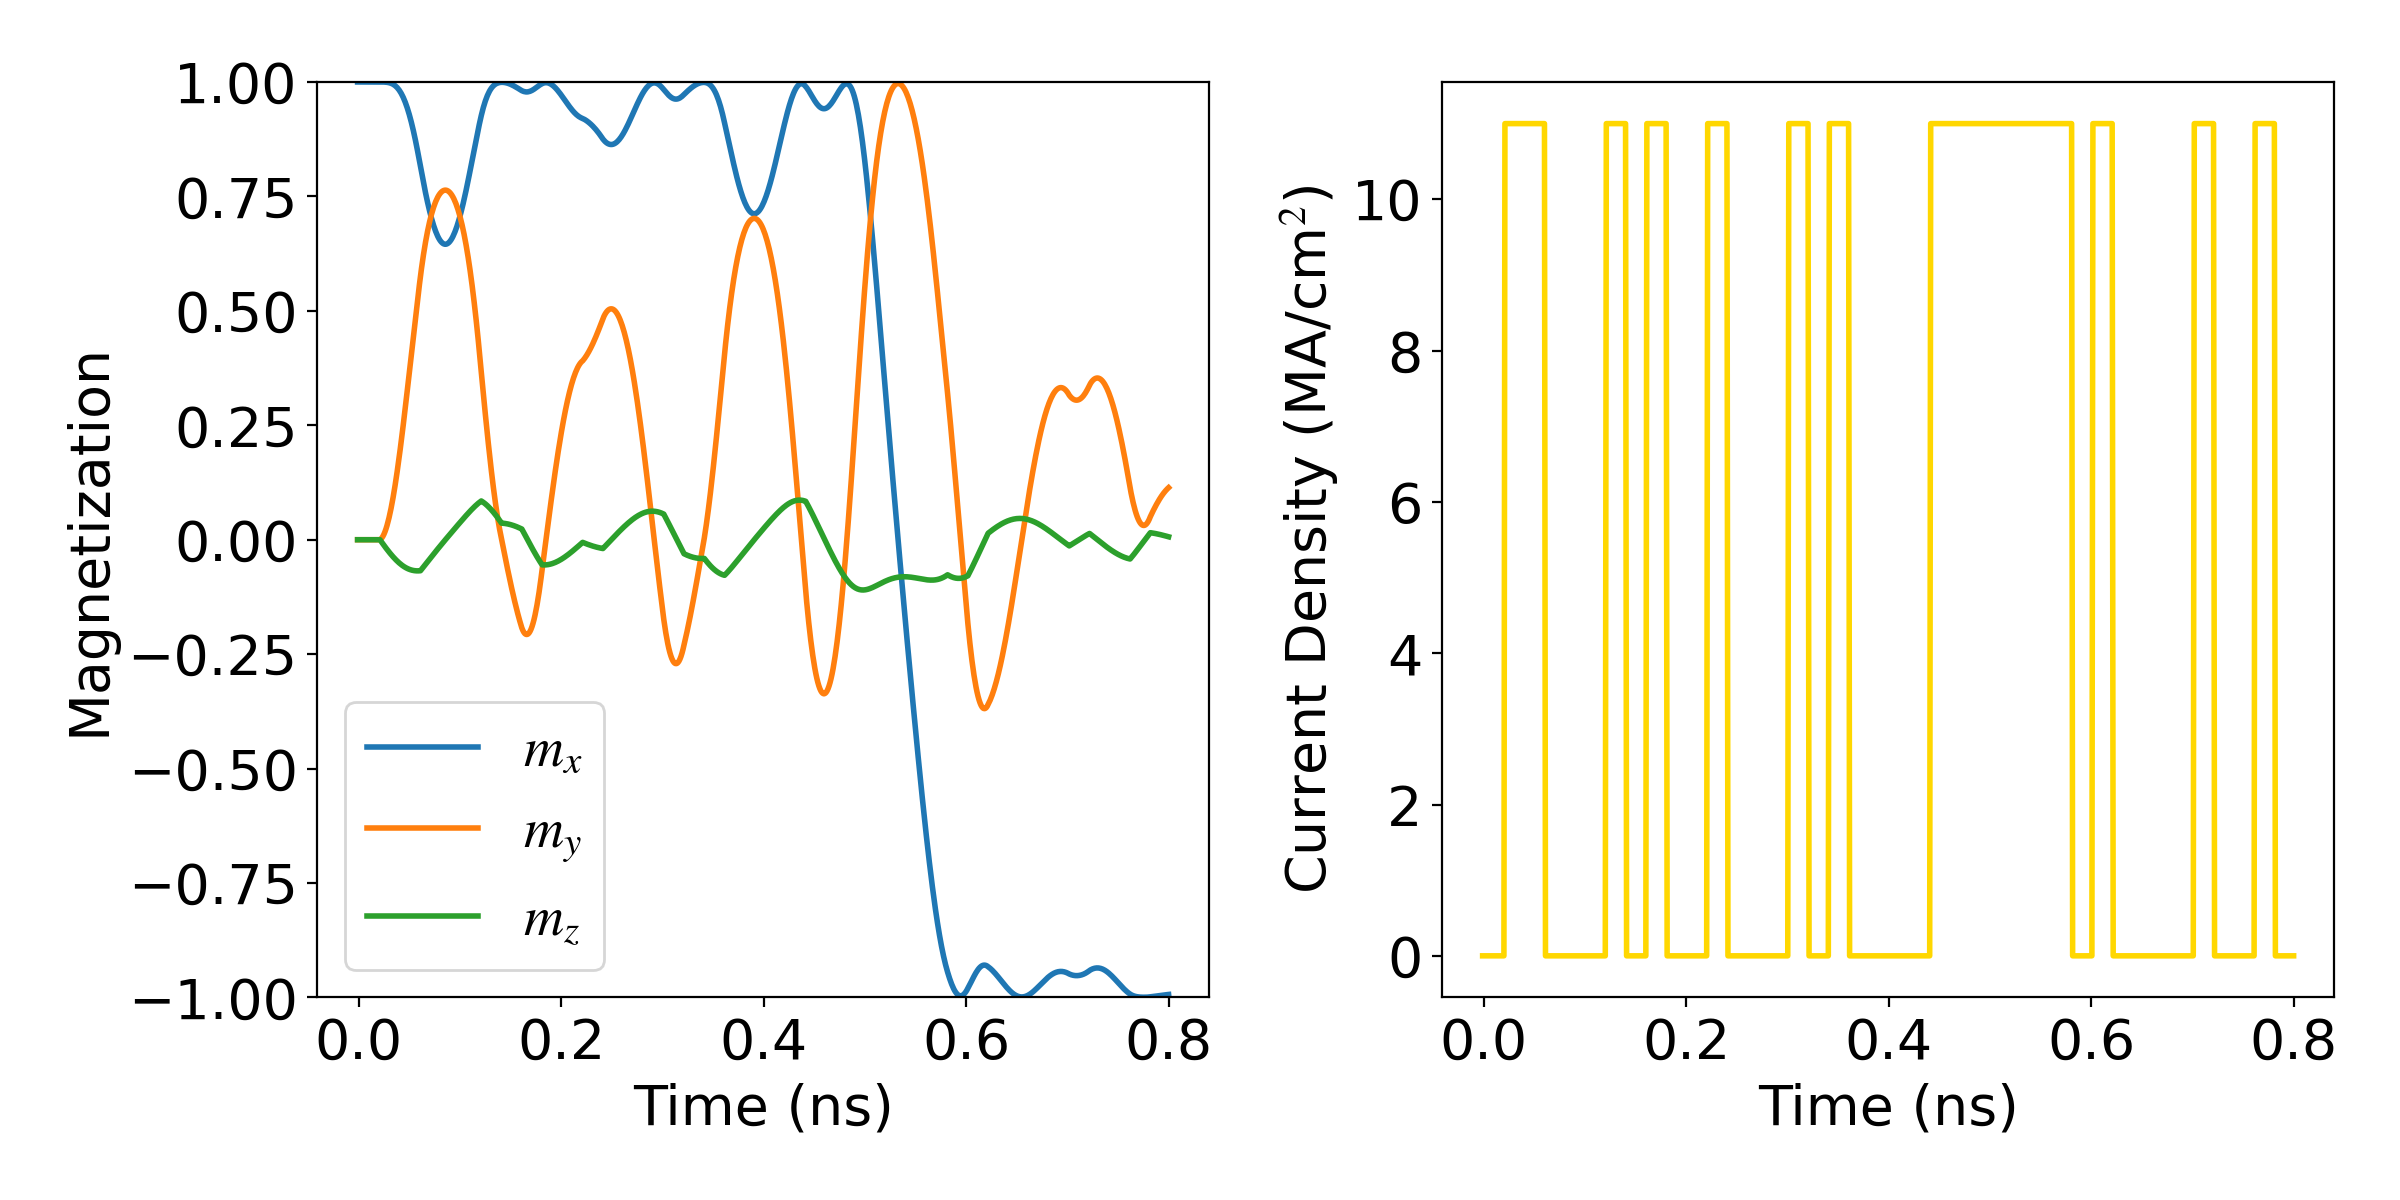 1.00
0.75
0.50
0.25
0.00
−0.25
−0.50
−0.75
−1.00
Magnetization
m_x
m_y
m_z
0.0 0.2 0.4 0.6 0.8
Time (ns)
10
8
6
4
2
0
Current Density (MA/cm²)
0.0 0.2 0.4 0.6 0.8
Time (ns)